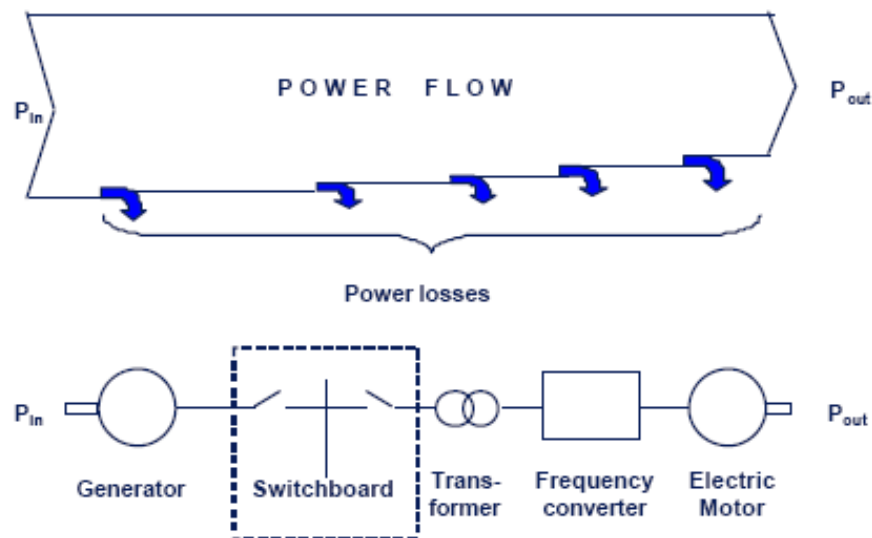 POWER FLOW
P_in
P_out
Power losses
P_in
P_out
Generator
Switchboard
Trans-
former
Frequency
converter
Electric
Motor